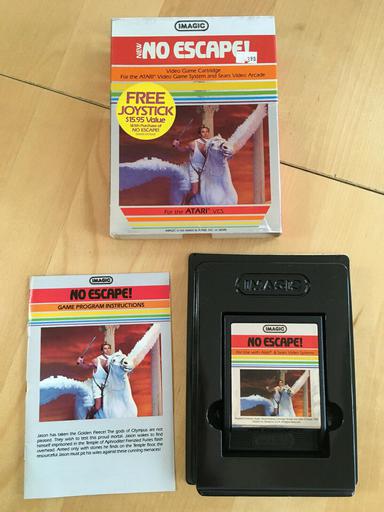 IMAGIC
NEW
NO ESCAPE!
Video Game Cartridge
For the ATARI® Video Game System and Sears Video Arcade
FREE
JOYSTICK
$15.95 Value
With Purchase of
NO ESCAPE!
For the ATARI® VCS
IMAGIC
NO ESCAPE!
GAME PROGRAM INSTRUCTIONS
Jason has taken the Golden Fleece! The gods of Olympus are not
pleased. They wish to test this proud mortal. Jason wakes to find
himself imprisoned in the Temple of Aphrodite! Frenzied Furies flash
overhead. Armed only with stones he finds on the Temple floor, the
resourceful Jason must pit his wiles against these cunning menaces!
IMAGIC
IMAGIC
NO ESCAPE!
For Use with Atari® & Sears Video Systems
IMAGIC